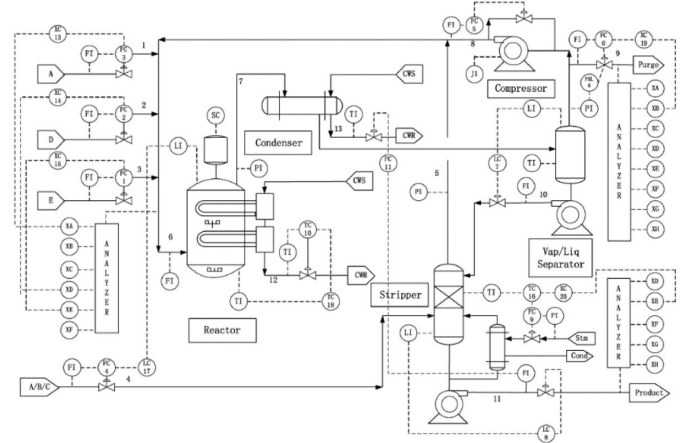 XC 13
FI
FC 3
1
A
XC 14
FI
FC 2
2
D
XC 15
FI
FC 1
3
E
XA
XB
XC
XD
XE
XF
ANALYZER
6
FI
LI
SC
7
PI
Reactor
TI
TC 18
Condenser
CWS
TI
13
CWR
FC 11
CWS
TI
TC 10
12
CWR
FI
FC 5
8
JI
Compressor
5
PI
FI
FC 6
XC 19
9
Purge
PI
LI
LC 7
TI
FI
10
Vap/Liq
Separator
ANALYZER
XA
XB
XC
XD
XE
XF
XG
XH
Stripper
TI
TC 16
XC 20
FC 9
PI
Stm
Cond
LI
FI
11
LC 8
ANALYZER
XD
XE
XF
XG
XH
Product
A/B/C
FI
FC 4
4
LC 17